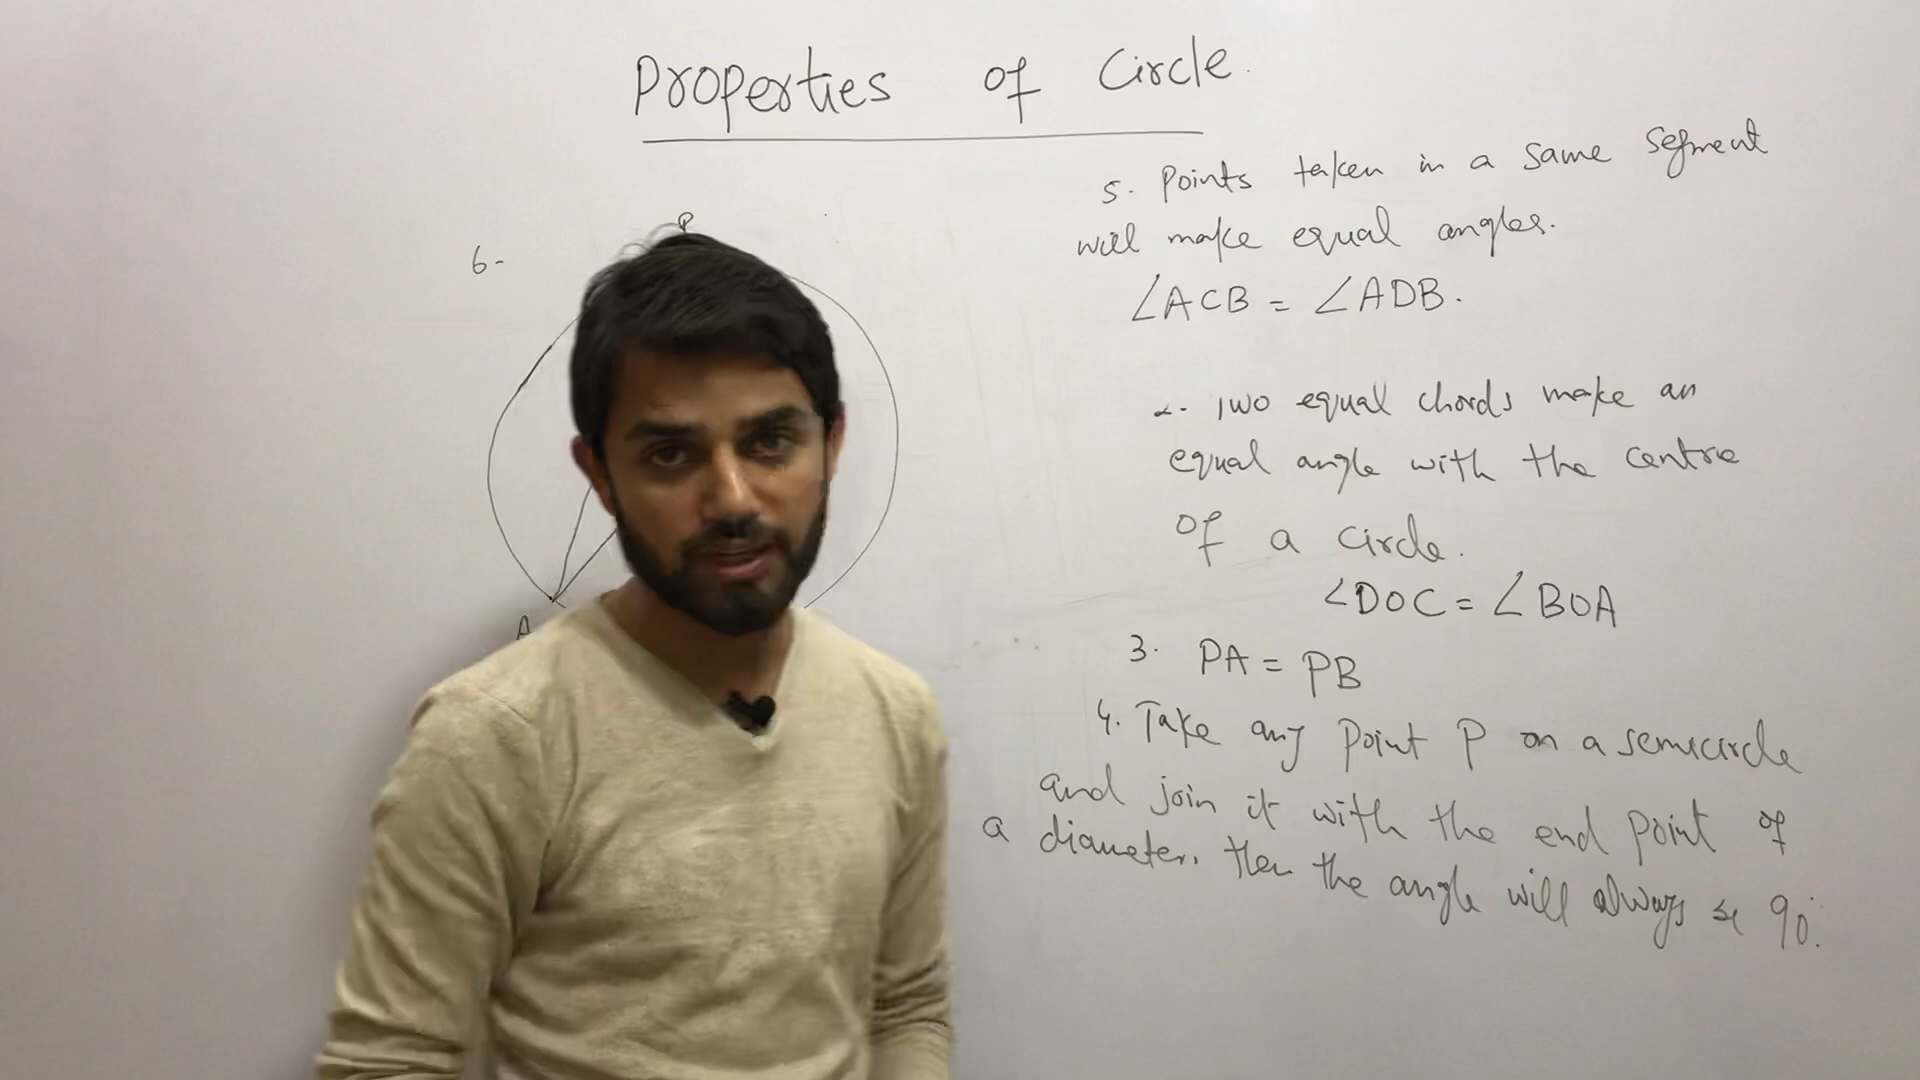 Properties of Circle.
6-
P
A
5. Points taken in a same segment
will make equal angles.
∠ACB = ∠ADB.
2. Two equal chords make an
equal angle with the centre
of a circle.
∠DOC = ∠BOA
3. PA = PB
4. Take any point P on a semicircle
and join it with the end point of
a diameter. then the angle will always 90°.